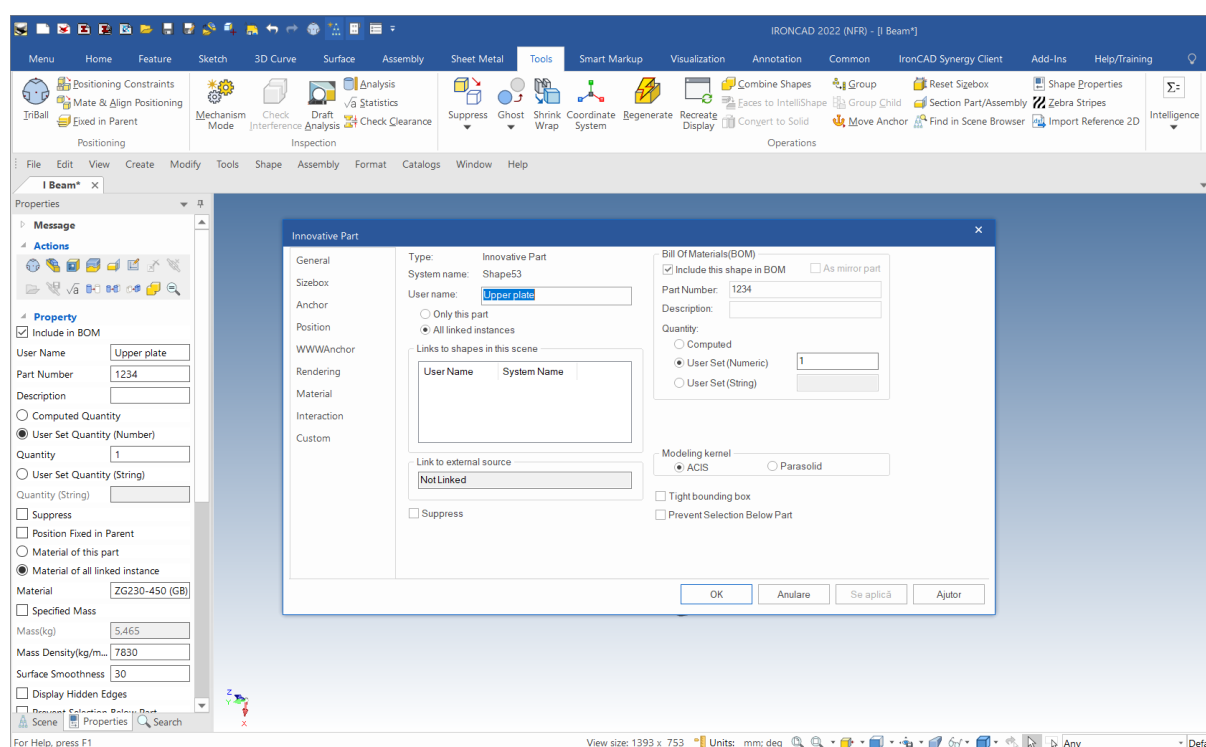 IRONCAD 2022 (NFR) - [I Beam*]
Menu Home Feature Sketch 3D Curve Surface Assembly Sheet Metal Tools Smart Markup Visualization Annotation Common IronCAD Synergy Client Add-Ins Help/Training
TriBall
Positioning Constraints
Mate & Align Positioning
Fixed in Parent
Positioning
Mechanism Mode
Check Interference
Draft Analysis
Analysis
Statistics
Check Clearance
Inspection
Suppress
Ghost
Shrink Wrap
Coordinate System
Regenerate
Recreate Display
Combine Shapes
Faces to IntelliShape
Convert to Solid
Group
Group Child
Move Anchor
Reset Sizebox
Section Part/Assembly
Find in Scene Browser
Shape Properties
Zebra Stripes
Import Reference 2D
Operations
Intelligence
File Edit View Create Modify Tools Shape Assembly Format Catalogs Window Help
I Beam*
Properties
Message
Actions
Property
Include in BOM
User Name Upper plate
Part Number 1234
Description
Computed Quantity
User Set Quantity (Number)
Quantity 1
User Set Quantity (String)
Quantity (String)
Suppress
Position Fixed in Parent
Material of this part
Material of all linked instance
Material ZG230-450 (GB)
Specified Mass
Mass(kg) 5.465
Mass Density(kg/m... 7830
Surface Smoothness 30
Display Hidden Edges
Prevent Selection Below Part
Scene Properties Search
Innovative Part
General
Sizebox
Anchor
Position
WWWAnchor
Rendering
Material
Interaction
Custom
Type: Innovative Part
System name: Shape53
User name: Upper plate
Only this part
All linked instances
Links to shapes in this scene
User Name System Name
Link to external source
Not Linked
Suppress
Bill Of Materials(BOM)
Include this shape in BOM As mirror part
Part Number: 1234
Description:
Quantity:
Computed
User Set (Numeric) 1
User Set (String)
Modeling kernel
ACIS Parasolid
Tight bounding box
Prevent Selection Below Part
OK Anulare Se aplică Ajutor
Z
Y
X
For Help, press F1
View size: 1393 x 753 Units: mm; deg Any Defa